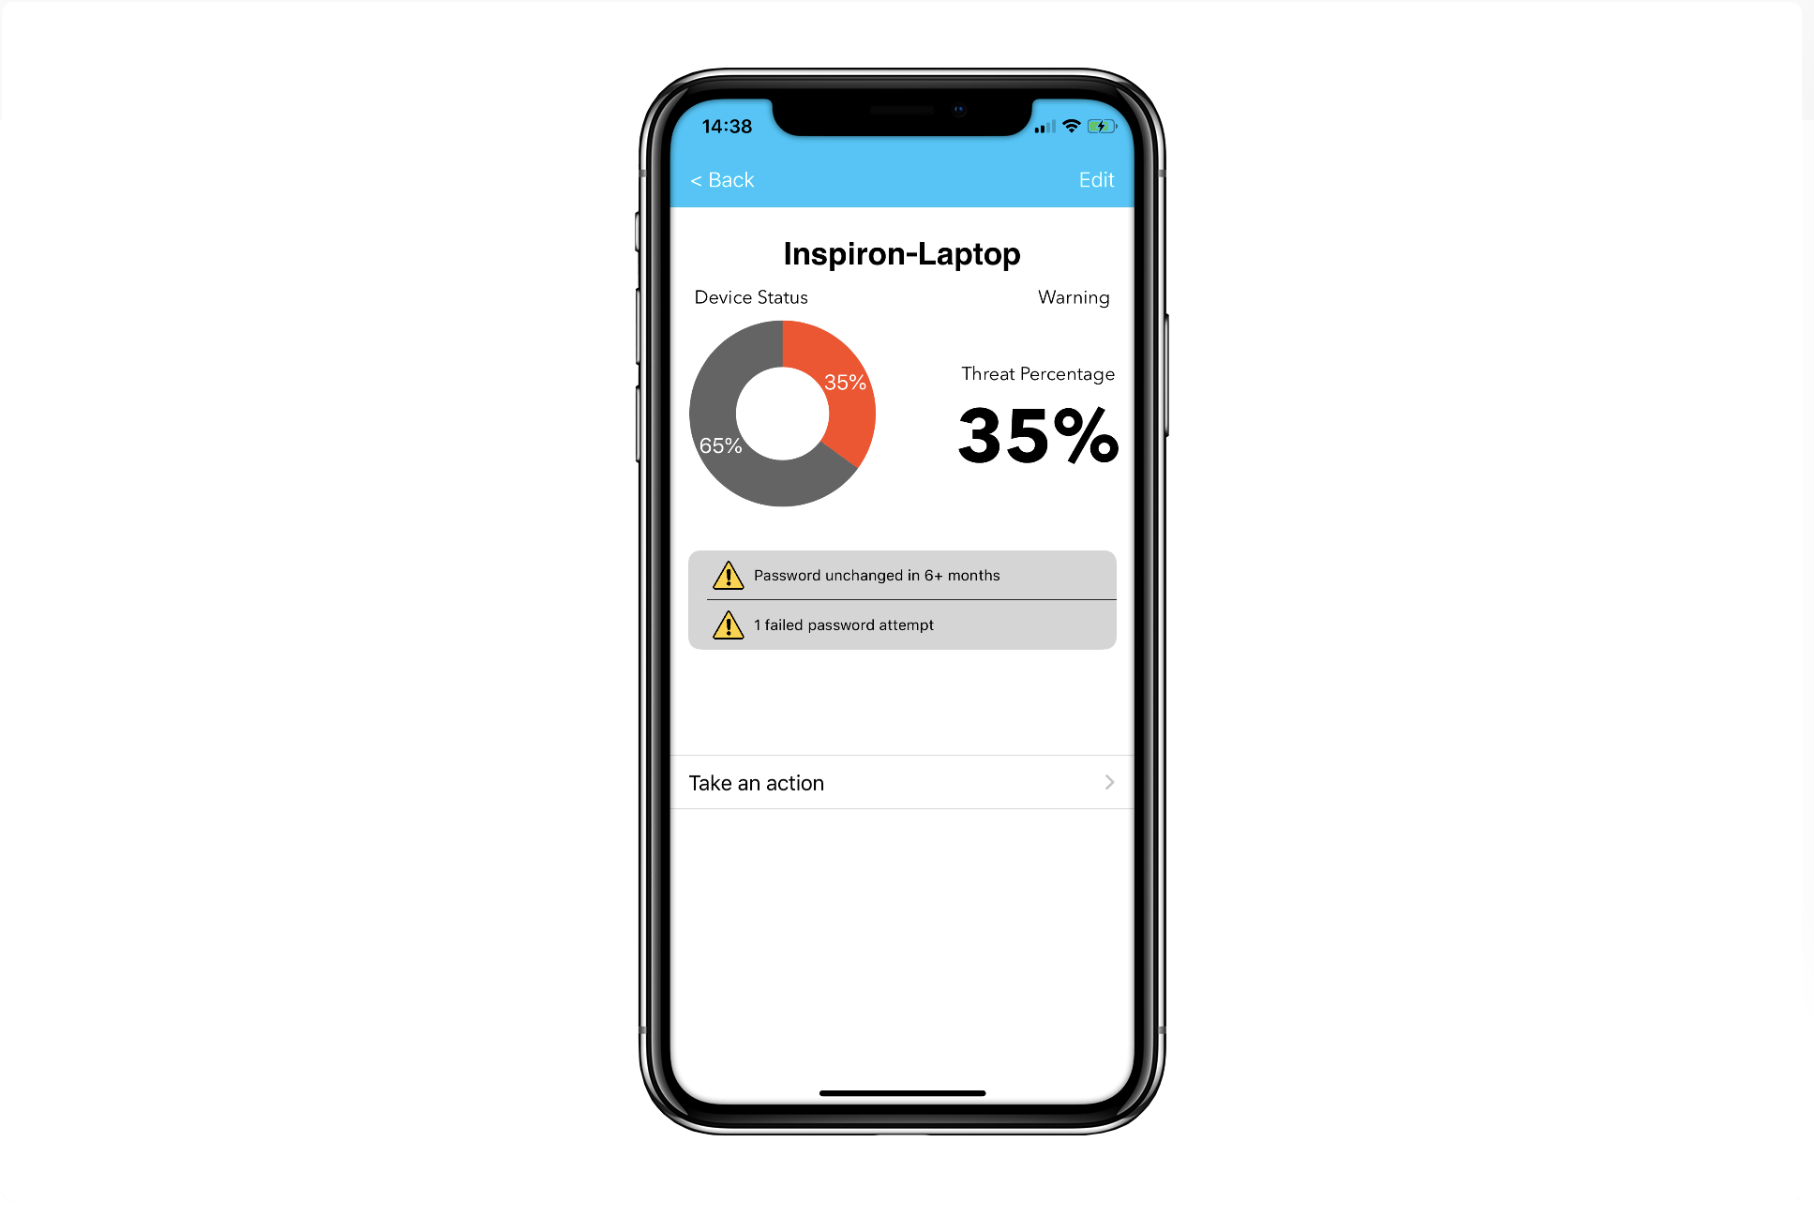 14:38
< Back
Edit
Inspiron-Laptop
Device Status
Warning
35%
65%
Threat Percentage
35%
Password unchanged in 6+ months
1 failed password attempt
Take an action